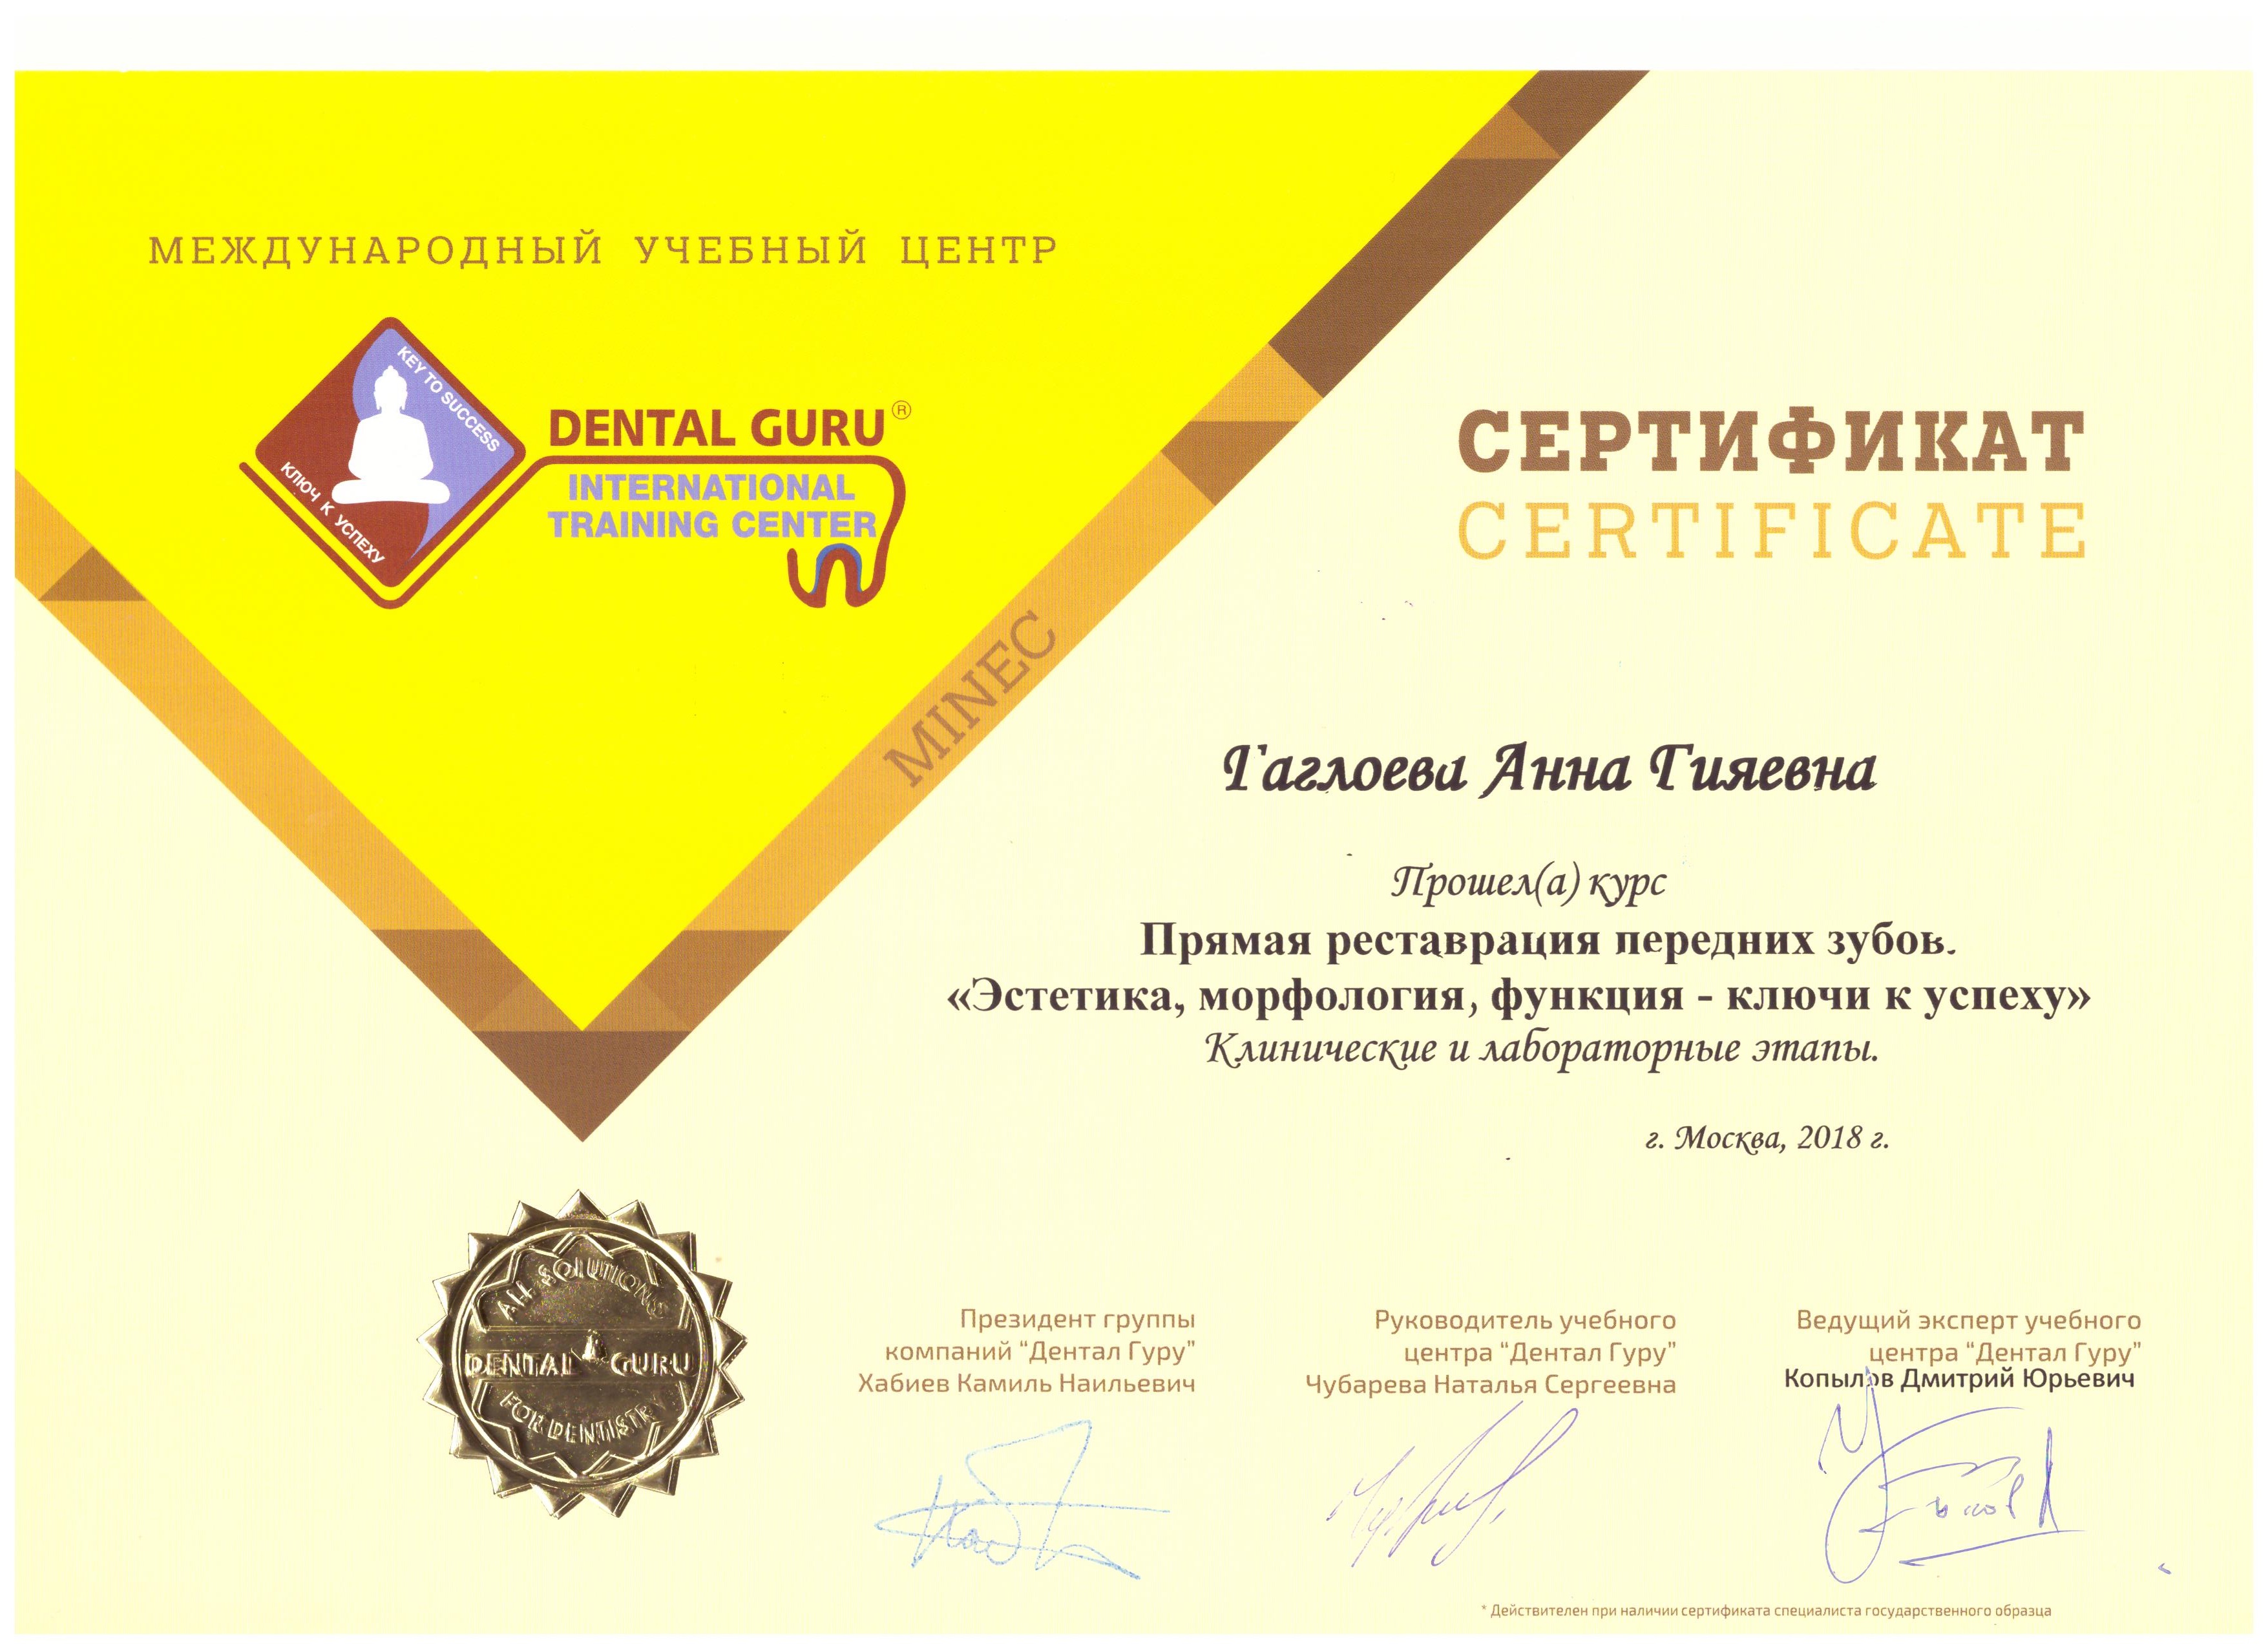 МЕЖДУНАРОДНЫЙ УЧЕБНЫЙ ЦЕНТР
KEY TO SUCCESS
КЛЮЧ К УСПЕХУ
DENTAL GURU®
INTERNATIONAL
TRAINING CENTER
MINEC
СЕРТИФИКАТ
CERTIFICATE
Гаглоева Анна Гияевна
Прошел(а) курс
Прямая реставрация передних зубов.
«Эстетика, морфология, функция - ключи к успеху»
Клинические и лабораторные этапы.
г. Москва, 2018 г.
ALL SOLUTIONS
DENTAL GURU
FOR DENTISTRY
Президент группы
компаний “Дентал Гуру”
Хабиев Камиль Наильевич
Руководитель учебного
центра “Дентал Гуру”
Чубарева Наталья Сергеевна
Ведущий эксперт учебного
центра “Дентал Гуру”
Копылов Дмитрий Юрьевич
* Действителен при наличии сертификата специалиста государственного образца